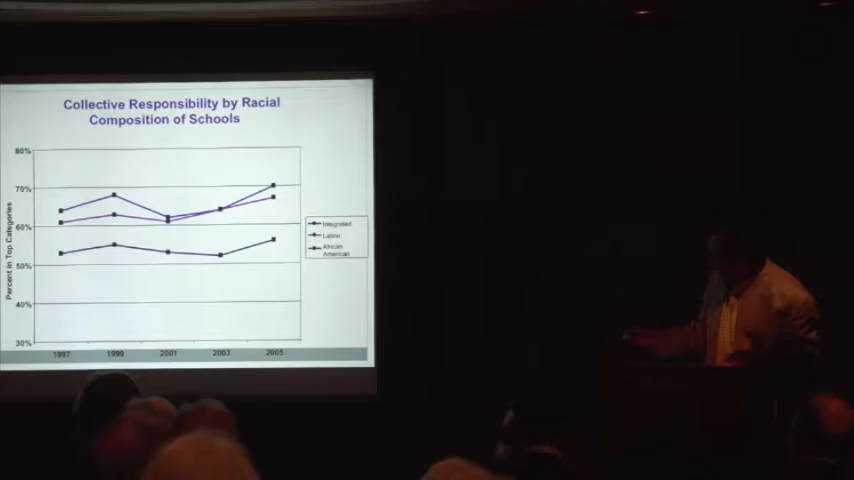 Collective Responsibility by Racial
Composition of Schools
80%
70%
60%
50%
40%
30%
Percent in Top Categories
1997
1999
2001
2003
2005
Integrated
Latino
African
American